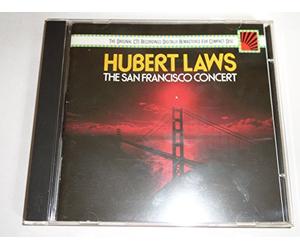 The Original CTI Recordings Digitally Remastered For Compact Disc
HUBERT LAWS
THE SAN FRANCISCO CONCERT